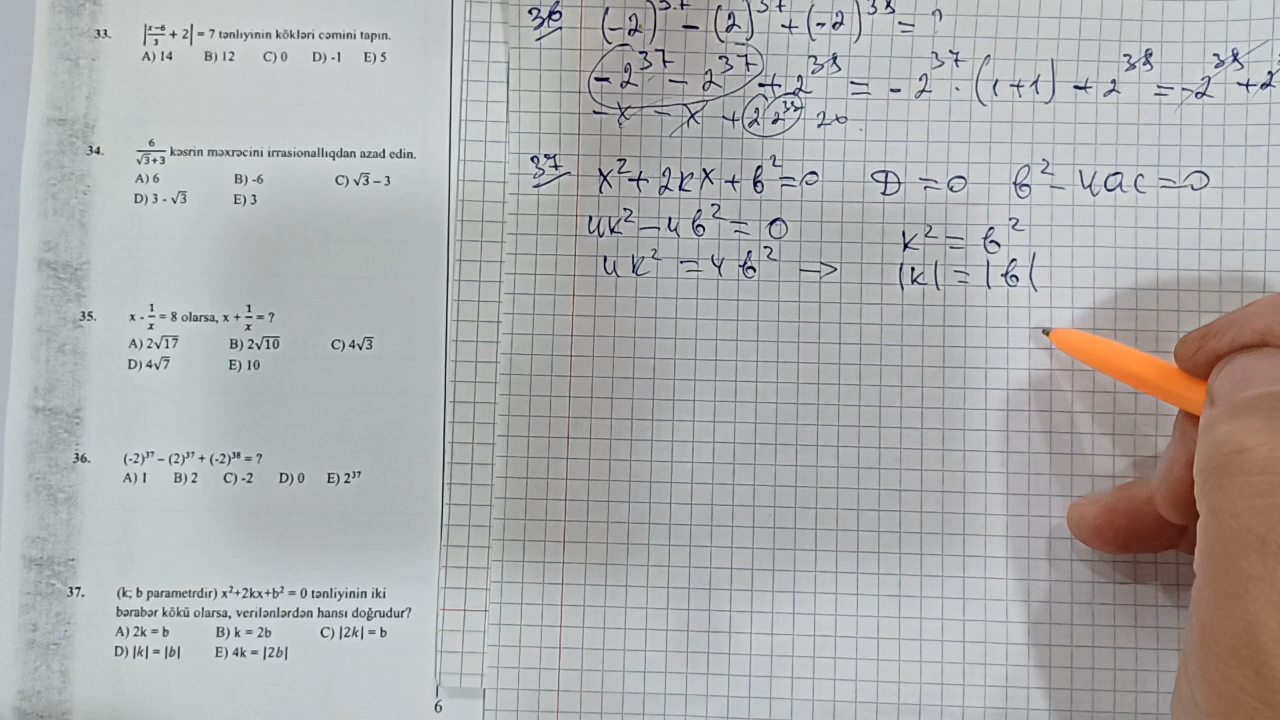 33. |x-6/3 + 2| = 7 tənliyinin kökləri cəmini tapın.
A) 14 B) 12 C) 0 D) -1 E) 5
34. 6/√3+3 kəsrin məxrəcini irrasionallıqdan azad edin.
A) 6 B) -6 C) √3 – 3
D) 3 - √3 E) 3
35. x - 1/x = 8 olarsa, x + 1/x = ?
A) 2√17 B) 2√10 C) 4√3
D) 4√7 E) 10
36. (-2)³⁷ – (2)³⁷ + (-2)³⁸ = ?
A) 1 B) 2 C) -2 D) 0 E) 2³⁷
37. (k; b parametrdir) x²+2kx+b² = 0 tənliyinin iki
bərabər kökü olarsa, verilənlərdən hansı doğrudur?
A) 2k = b B) k = 2b C) |2k| = b
D) |k| = |b| E) 4k = |2b|
6
36 (-2)³⁷ - (2)³⁷ + (-2)³⁸ = ?
-2³⁷ - 2³⁷ + 2³⁸ = -2³⁷ · (1+1) + 2³⁸ = -2³⁸ + 2
-x - x +
37 x² + 2kx + b² = 0 D = 0 b² - 4ac = 0
4k² - 4b² = 0 k² = b²
4k² = 4b² → |k| = |b|